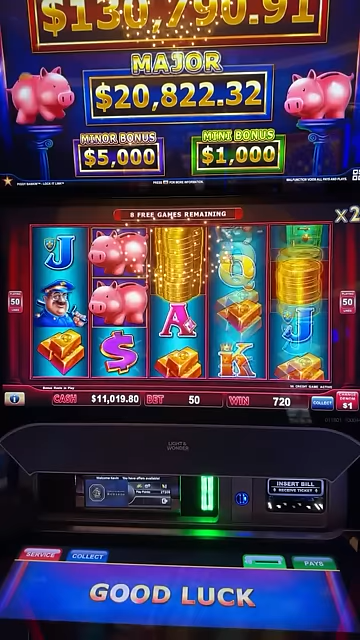 $130,790.91
MAJOR
$20,822.32
MINOR BONUS
$5,000
MINI BONUS
$1,000
8 FREE GAMES REMAINING
X2
J
Q
A
J
$
K
50
50
CASH $11,019.80 BET 50 WIN 720
COLLECT
$1
LIGHT & WONDER
INSERT BILL
RECEIVE TICKET
SERVICE
COLLECT
PAYS
GOOD LUCK